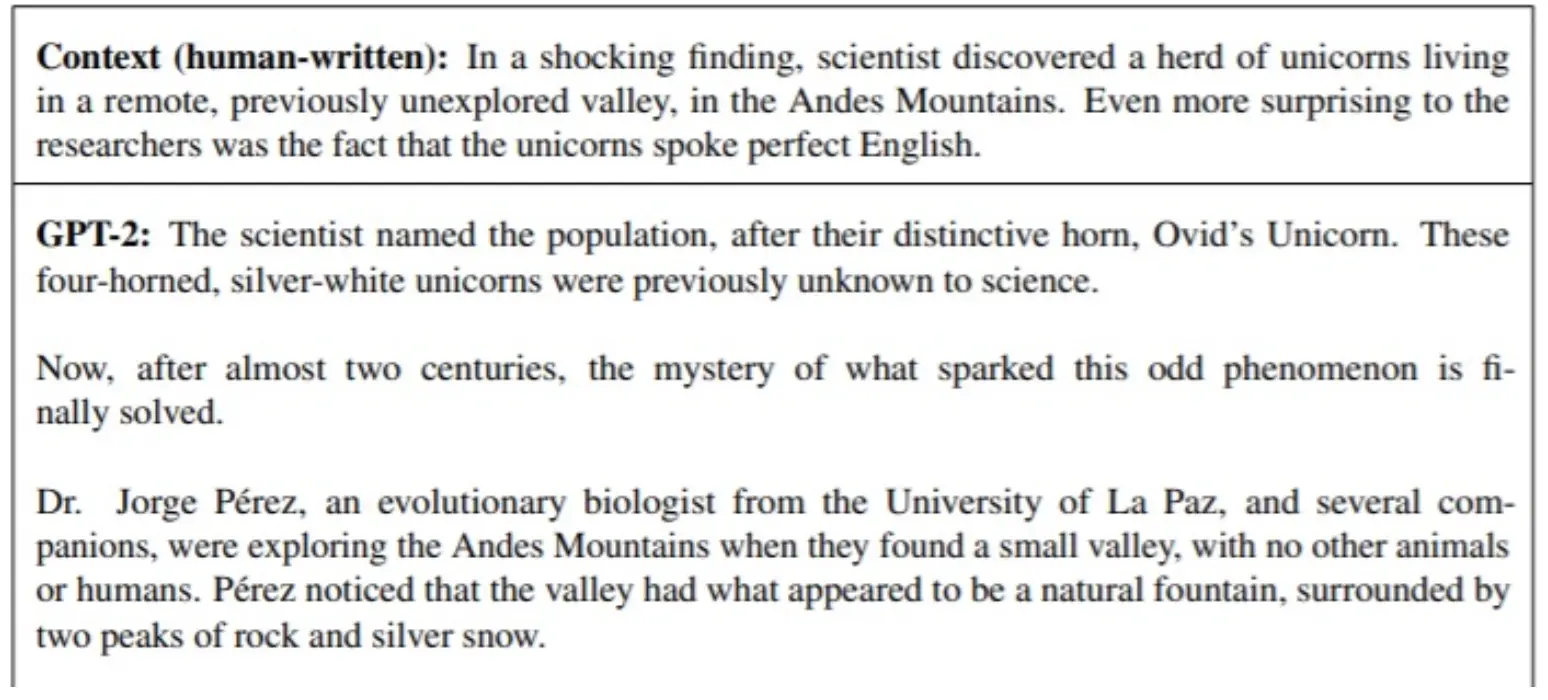 Context (human-written): In a shocking finding, scientist discovered a herd of unicorns living
in a remote, previously unexplored valley, in the Andes Mountains. Even more surprising to the
researchers was the fact that the unicorns spoke perfect English.
GPT-2: The scientist named the population, after their distinctive horn, Ovid's Unicorn. These
four-horned, silver-white unicorns were previously unknown to science.
Now, after almost two centuries, the mystery of what sparked this odd phenomenon is fi-
nally solved.
Dr. Jorge Pérez, an evolutionary biologist from the University of La Paz, and several com-
panions, were exploring the Andes Mountains when they found a small valley, with no other animals
or humans. Pérez noticed that the valley had what appeared to be a natural fountain, surrounded by
two peaks of rock and silver snow.